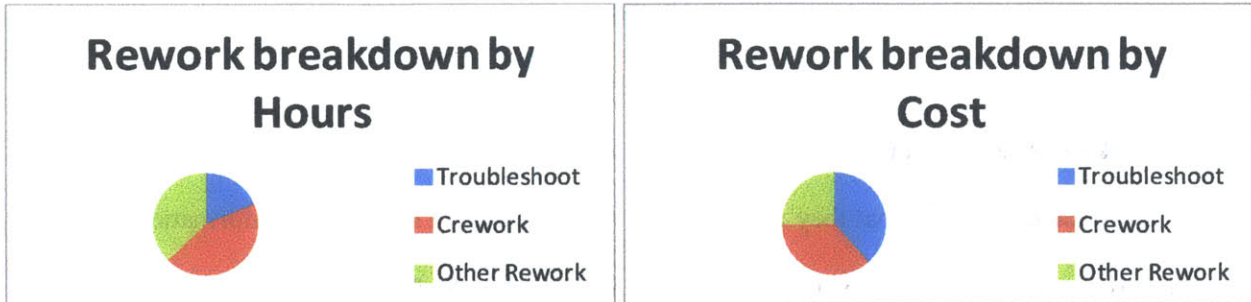 Rework breakdown by
Hours
Troubleshoot
Crework
Other Rework
Rework breakdown by
Cost
Troubleshoot
Crework
Other Rework